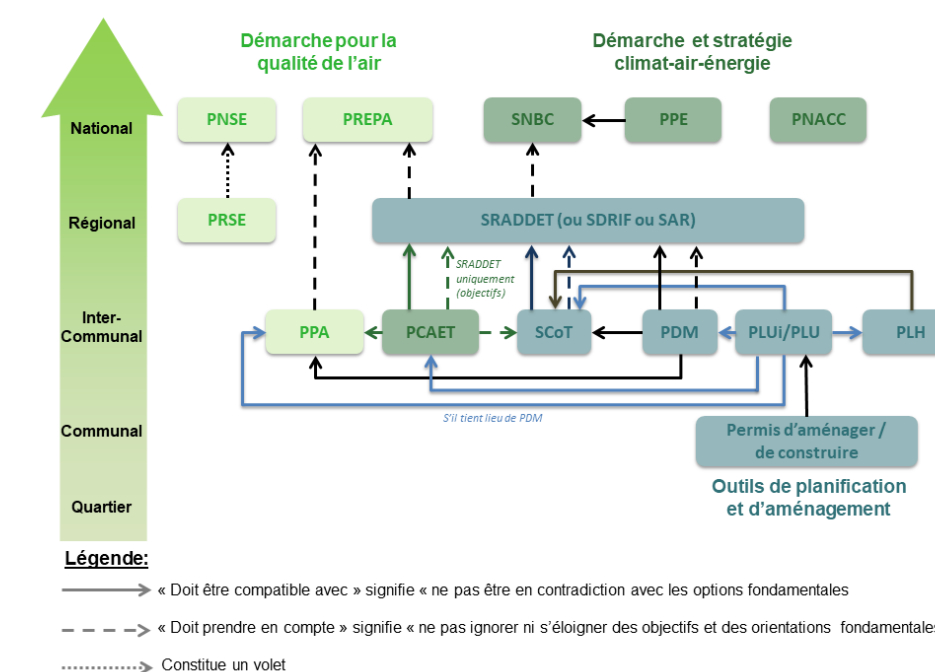 Démarche pour la
qualité de l'air
Démarche et stratégie
climat-air-énergie
National
PNSE
PREPA
SNBC
PPE
PNACC
Régional
PRSE
SRADDET (ou SDRIF ou SAR)
SRADDET
uniquement
(objectifs)
Inter-
Communal
PPA
PCAET
SCoT
PDM
PLUi/PLU
PLH
S'il tient lieu de PDM
Communal
Permis d'aménager /
de construire
Quartier
Outils de planification
et d'aménagement
Légende:
« Doit être compatible avec » signifie « ne pas être en contradiction avec les options fondamentales
« Doit prendre en compte » signifie « ne pas ignorer ni s'éloigner des objectifs et des orientations fondamentales
Constitue un volet